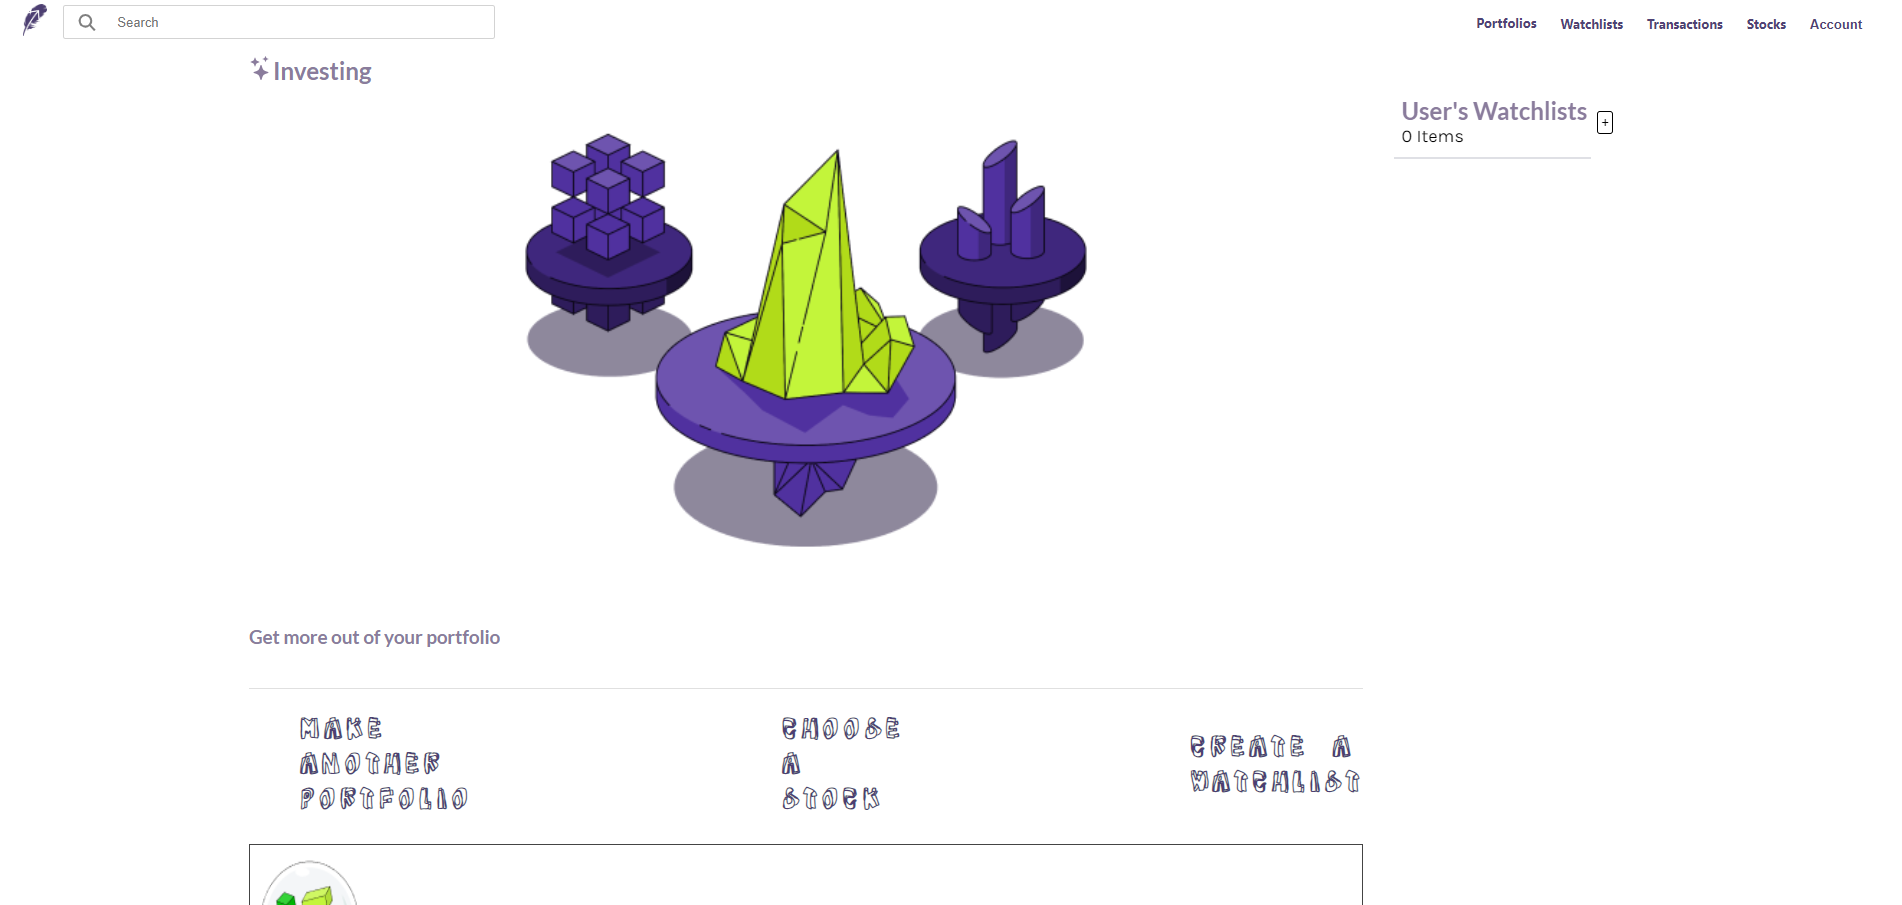 Search
Portfolios
Watchlists
Transactions
Stocks
Account
Investing
User's Watchlists
+
0 Items
Get more out of your portfolio
MAKE
ANOTHER
PORTFOLIO
CHOOSE
A
STOCK
CREATE A
WATCHLIST